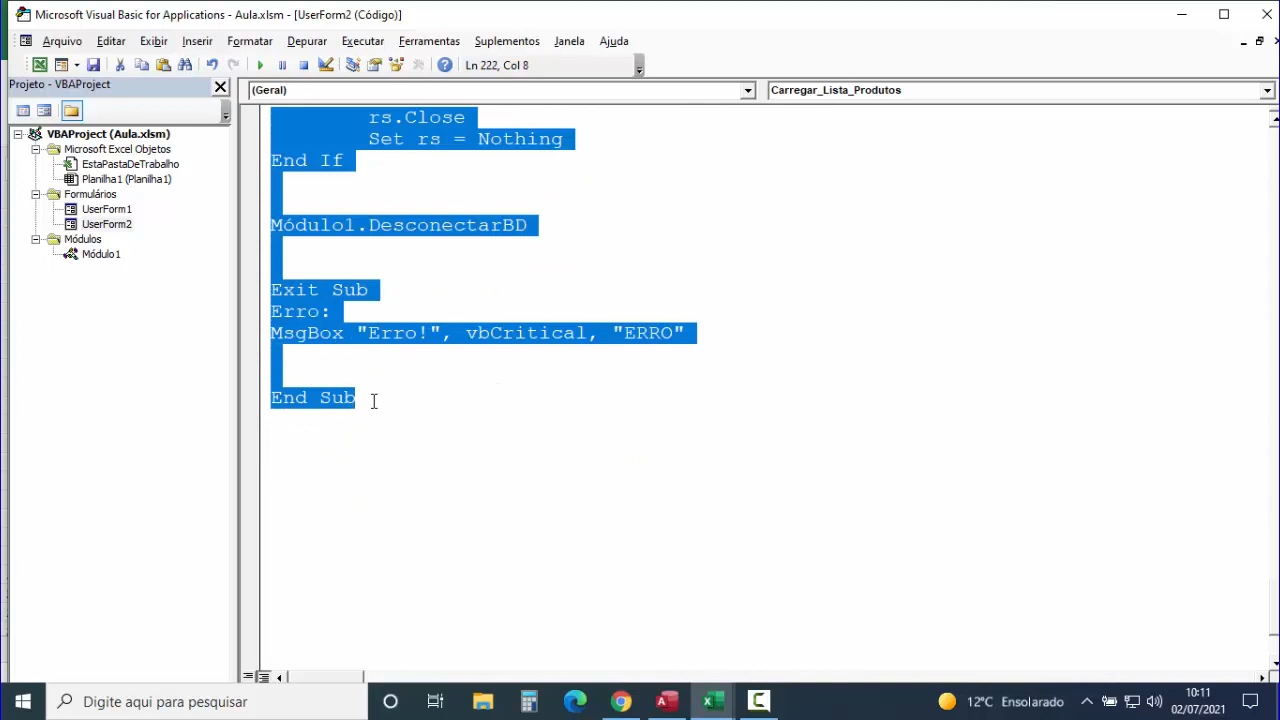 Microsoft Visual Basic for Applications - Aula.xlsm - [UserForm2 (Código)]
Arquivo Editar Exibir Inserir Formatar Depurar Executar Ferramentas Suplementos Janela Ajuda
Ln 222, Col 8
Projeto - VBAProject
(Geral)
Carregar_Lista_Produtos
VBAProject (Aula.xlsm)
Microsoft Excel Objetos
EstaPastaDeTrabalho
Planilha1 (Planilha1)
Formulários
UserForm1
UserForm2
Módulos
Módulo1
rs.Close
Set rs = Nothing
End If
Módulo1.DesconectarBD
Exit Sub
Erro:
MsgBox "Erro!", vbCritical, "ERRO"
End Sub
Digite aqui para pesquisar
12°C Ensolarado
10:11
02/07/2021